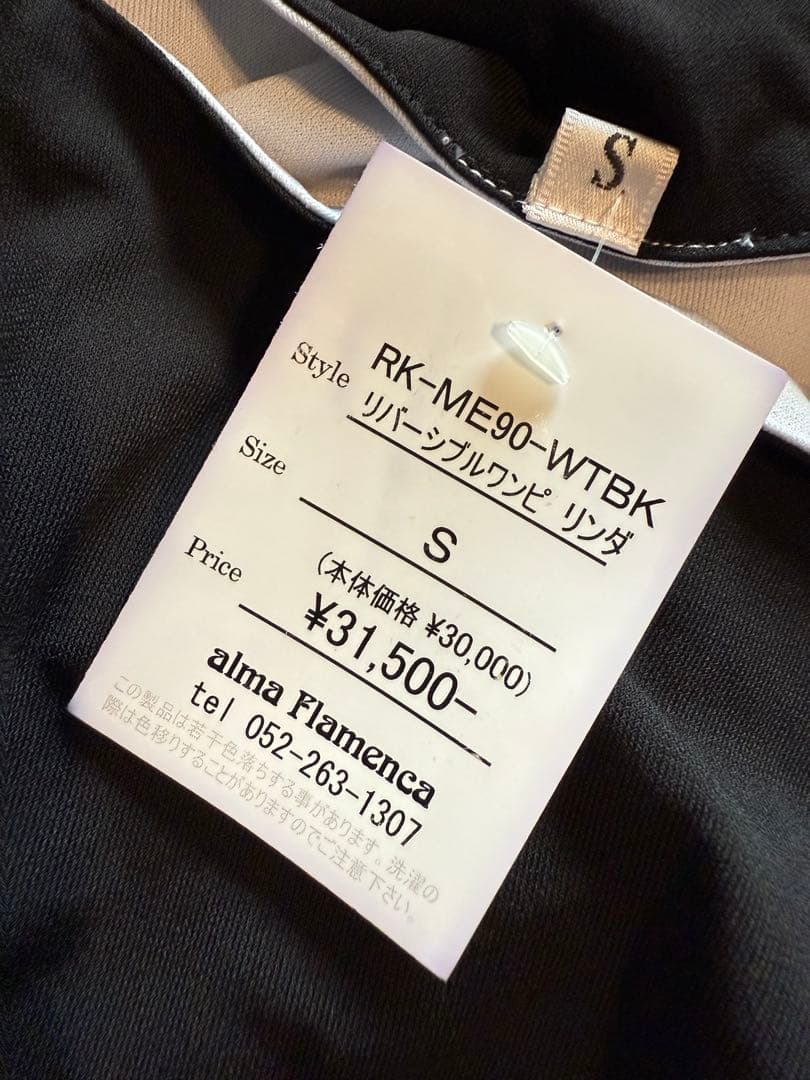 S
Style RK-ME90-WTBK
リバーシブルワンピ リンダ
Size S
Price (本体価格 ¥30,000)
¥31,500-
alma Flamenca
tel 052-263-1307
この製品は若干色落ちする事があります。洗濯の
際は色移りすることがありますのでご注意下さい。